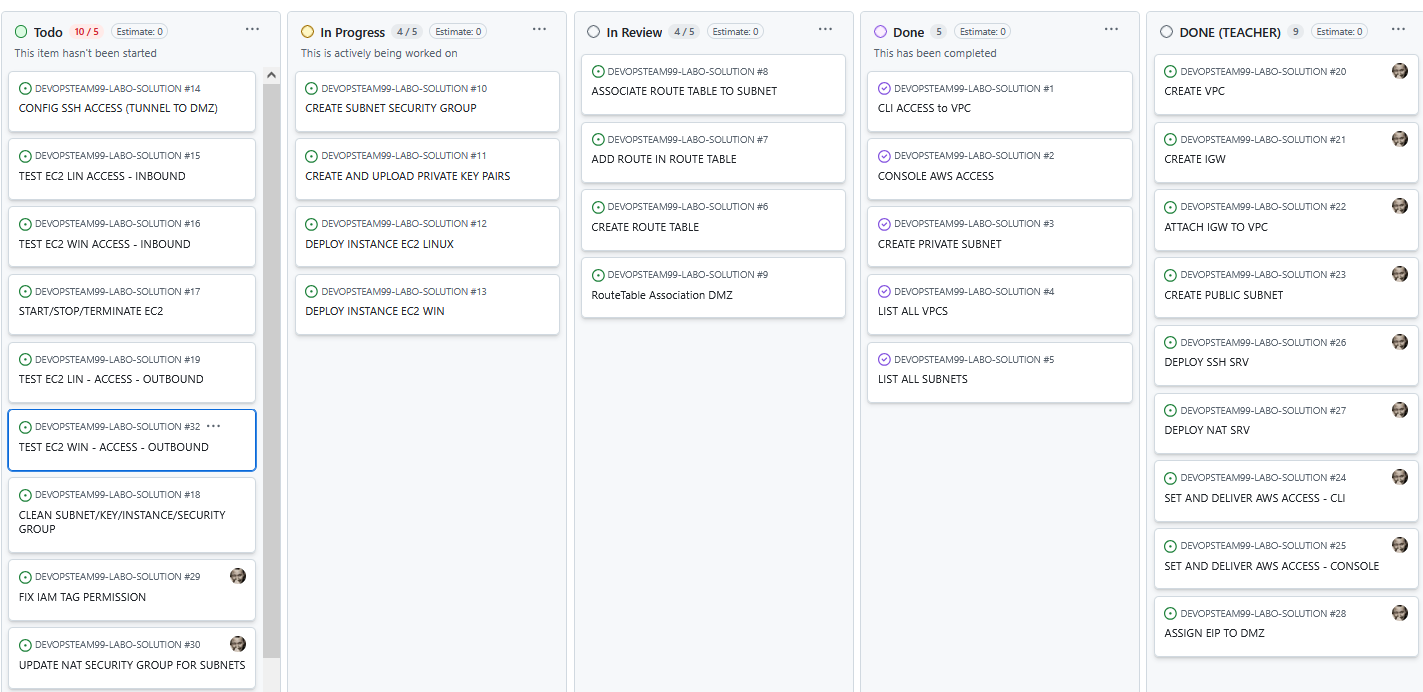 Todo 10 / 5 Estimate: 0 ...
This item hasn't been started
DEVOPSTEAM99-LABO-SOLUTION #14
CONFIG SSH ACCESS (TUNNEL TO DMZ)
DEVOPSTEAM99-LABO-SOLUTION #15
TEST EC2 LIN ACCESS - INBOUND
DEVOPSTEAM99-LABO-SOLUTION #16
TEST EC2 WIN ACCESS - INBOUND
DEVOPSTEAM99-LABO-SOLUTION #17
START/STOP/TERMINATE EC2
DEVOPSTEAM99-LABO-SOLUTION #19
TEST EC2 LIN - ACCESS - OUTBOUND
DEVOPSTEAM99-LABO-SOLUTION #32 ...
TEST EC2 WIN - ACCESS - OUTBOUND
DEVOPSTEAM99-LABO-SOLUTION #18
CLEAN SUBNET/KEY/INSTANCE/SECURITY
GROUP
DEVOPSTEAM99-LABO-SOLUTION #29
FIX IAM TAG PERMISSION
DEVOPSTEAM99-LABO-SOLUTION #30
UPDATE NAT SECURITY GROUP FOR SUBNETS
In Progress 4 / 5 Estimate: 0 ...
This is actively being worked on
DEVOPSTEAM99-LABO-SOLUTION #10
CREATE SUBNET SECURITY GROUP
DEVOPSTEAM99-LABO-SOLUTION #11
CREATE AND UPLOAD PRIVATE KEY PAIRS
DEVOPSTEAM99-LABO-SOLUTION #12
DEPLOY INSTANCE EC2 LINUX
DEVOPSTEAM99-LABO-SOLUTION #13
DEPLOY INSTANCE EC2 WIN
In Review 4 / 5 Estimate: 0 ...
DEVOPSTEAM99-LABO-SOLUTION #8
ASSOCIATE ROUTE TABLE TO SUBNET
DEVOPSTEAM99-LABO-SOLUTION #7
ADD ROUTE IN ROUTE TABLE
DEVOPSTEAM99-LABO-SOLUTION #6
CREATE ROUTE TABLE
DEVOPSTEAM99-LABO-SOLUTION #9
RouteTable Association DMZ
Done 5 Estimate: 0 ...
This has been completed
DEVOPSTEAM99-LABO-SOLUTION #1
CLI ACCESS to VPC
DEVOPSTEAM99-LABO-SOLUTION #2
CONSOLE AWS ACCESS
DEVOPSTEAM99-LABO-SOLUTION #3
CREATE PRIVATE SUBNET
DEVOPSTEAM99-LABO-SOLUTION #4
LIST ALL VPCS
DEVOPSTEAM99-LABO-SOLUTION #5
LIST ALL SUBNETS
DONE (TEACHER) 9 Estimate: 0 ...
DEVOPSTEAM99-LABO-SOLUTION #20
CREATE VPC
DEVOPSTEAM99-LABO-SOLUTION #21
CREATE IGW
DEVOPSTEAM99-LABO-SOLUTION #22
ATTACH IGW TO VPC
DEVOPSTEAM99-LABO-SOLUTION #23
CREATE PUBLIC SUBNET
DEVOPSTEAM99-LABO-SOLUTION #26
DEPLOY SSH SRV
DEVOPSTEAM99-LABO-SOLUTION #27
DEPLOY NAT SRV
DEVOPSTEAM99-LABO-SOLUTION #24
SET AND DELIVER AWS ACCESS - CLI
DEVOPSTEAM99-LABO-SOLUTION #25
SET AND DELIVER AWS ACCESS - CONSOLE
DEVOPSTEAM99-LABO-SOLUTION #28
ASSIGN EIP TO DMZ